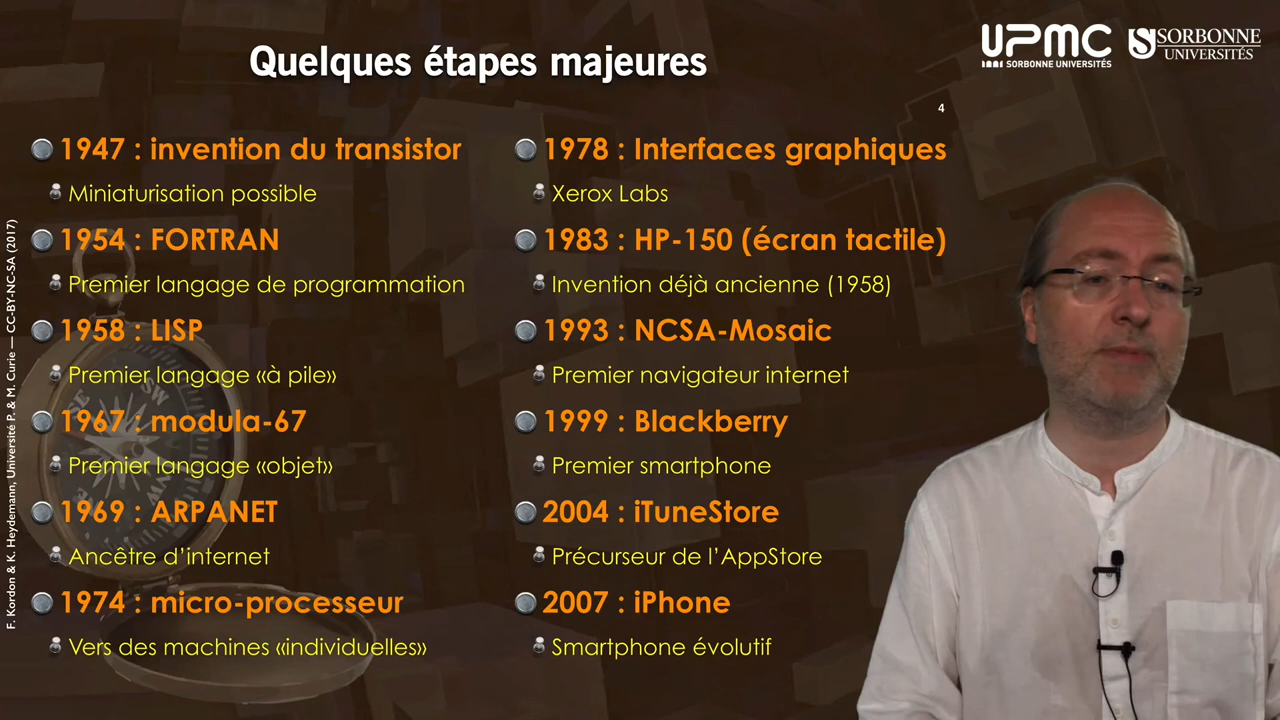 Quelques étapes majeures
UPMC
SORBONNE UNIVERSITÉS
SORBONNE
UNIVERSITÉS
4
1947 : invention du transistor
Miniaturisation possible
1954 : FORTRAN
Premier langage de programmation
1958 : LISP
Premier langage «à pile»
1967 : modula-67
Premier langage «objet»
1969 : ARPANET
Ancêtre d’internet
1974 : micro-processeur
Vers des machines «individuelles»
1978 : Interfaces graphiques
Xerox Labs
1983 : HP-150 (écran tactile)
Invention déjà ancienne (1958)
1993 : NCSA-Mosaic
Premier navigateur internet
1999 : Blackberry
Premier smartphone
2004 : iTuneStore
Précurseur de l’AppStore
2007 : iPhone
Smartphone évolutif
F. Kordon & K. Heydemann, Université P. & M. Curie — CC-BY-NC-SA (2017)
SE
SW